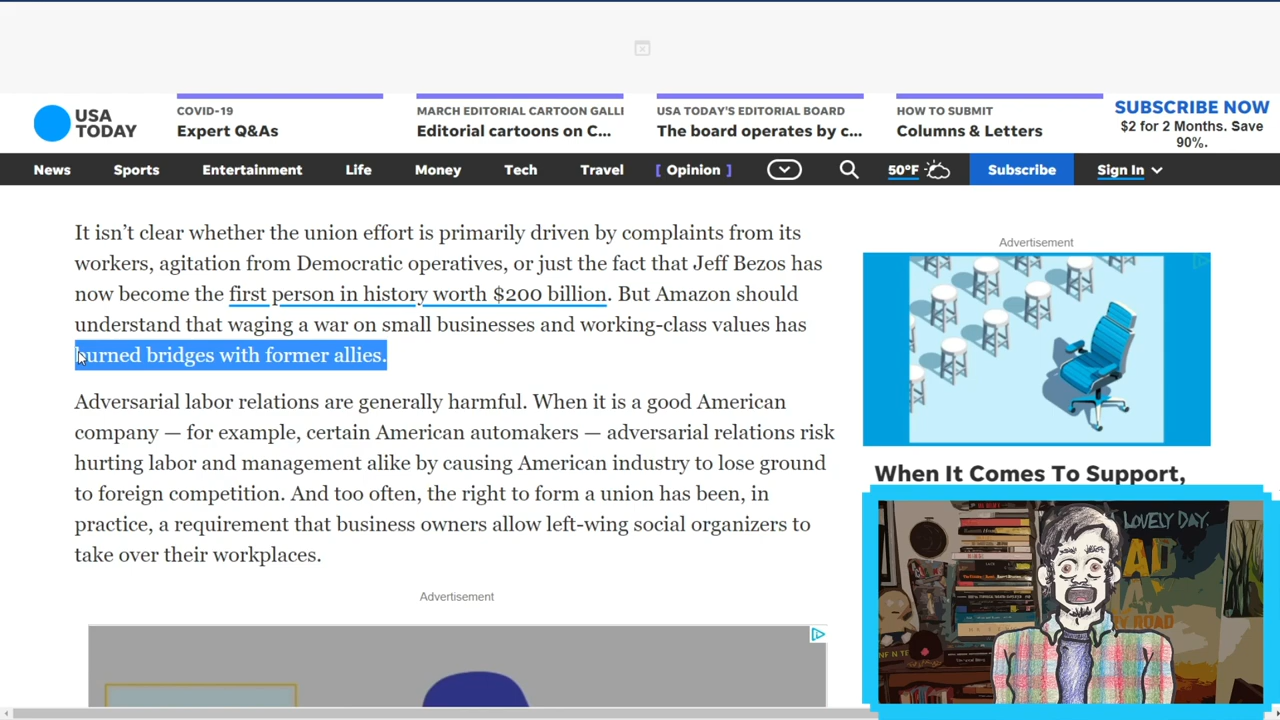 COVID-19
Expert Q&As
MARCH EDITORIAL CARTOON GALLI
Editorial cartoons on C...
USA TODAY'S EDITORIAL BOARD
The board operates by c...
HOW TO SUBMIT
Columns & Letters
SUBSCRIBE NOW
$2 for 2 Months. Save
90%.
USA
TODAY
News Sports Entertainment Life Money Tech Travel [ Opinion ] 50°F Subscribe Sign In
It isn’t clear whether the union effort is primarily driven by complaints from its
workers, agitation from Democratic operatives, or just the fact that Jeff Bezos has
now become the first person in history worth $200 billion. But Amazon should
understand that waging a war on small businesses and working-class values has
burned bridges with former allies.
Adversarial labor relations are generally harmful. When it is a good American
company — for example, certain American automakers — adversarial relations risk
hurting labor and management alike by causing American industry to lose ground
to foreign competition. And too often, the right to form a union has been, in
practice, a requirement that business owners allow left-wing social organizers to
take over their workplaces.
Advertisement
Advertisement
When It Comes To Support,
LOVELY DAY.
AD
ROAD